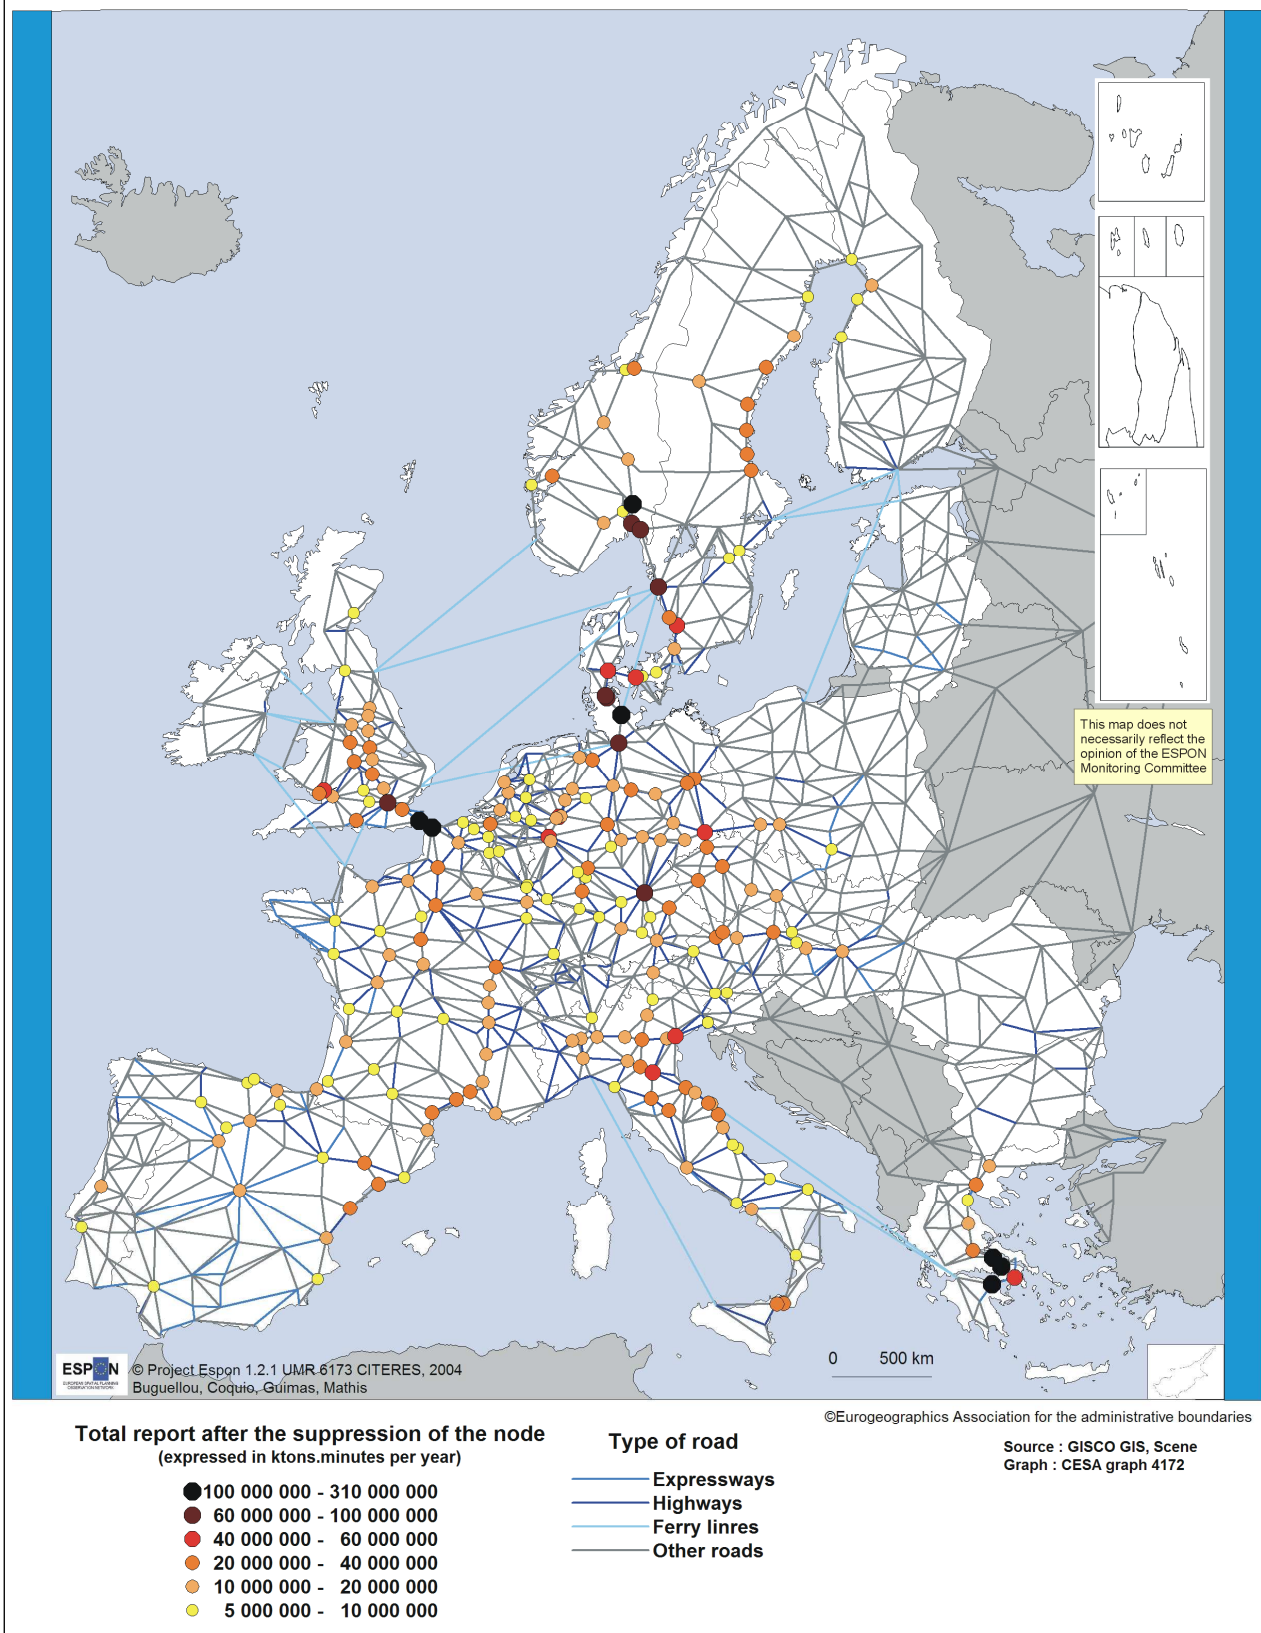 This map does not
necessarily reflect the
opinion of the ESPON
Monitoring Committee
ESPON
EUROPEAN SPATIAL PLANNING
OBSERVATION NETWORK
© Project Espon 1.2.1 UMR 6173 CITERES, 2004
Buguellou, Coquio, Guimas, Mathis
0 500 km
©Eurogeographics Association for the administrative boundaries
Total report after the suppression of the node
(expressed in ktons.minutes per year)
100 000 000 - 310 000 000
60 000 000 - 100 000 000
40 000 000 - 60 000 000
20 000 000 - 40 000 000
10 000 000 - 20 000 000
5 000 000 - 10 000 000
Type of road
Expressways
Highways
Ferry linres
Other roads
Source : GISCO GIS, Scene
Graph : CESA graph 4172